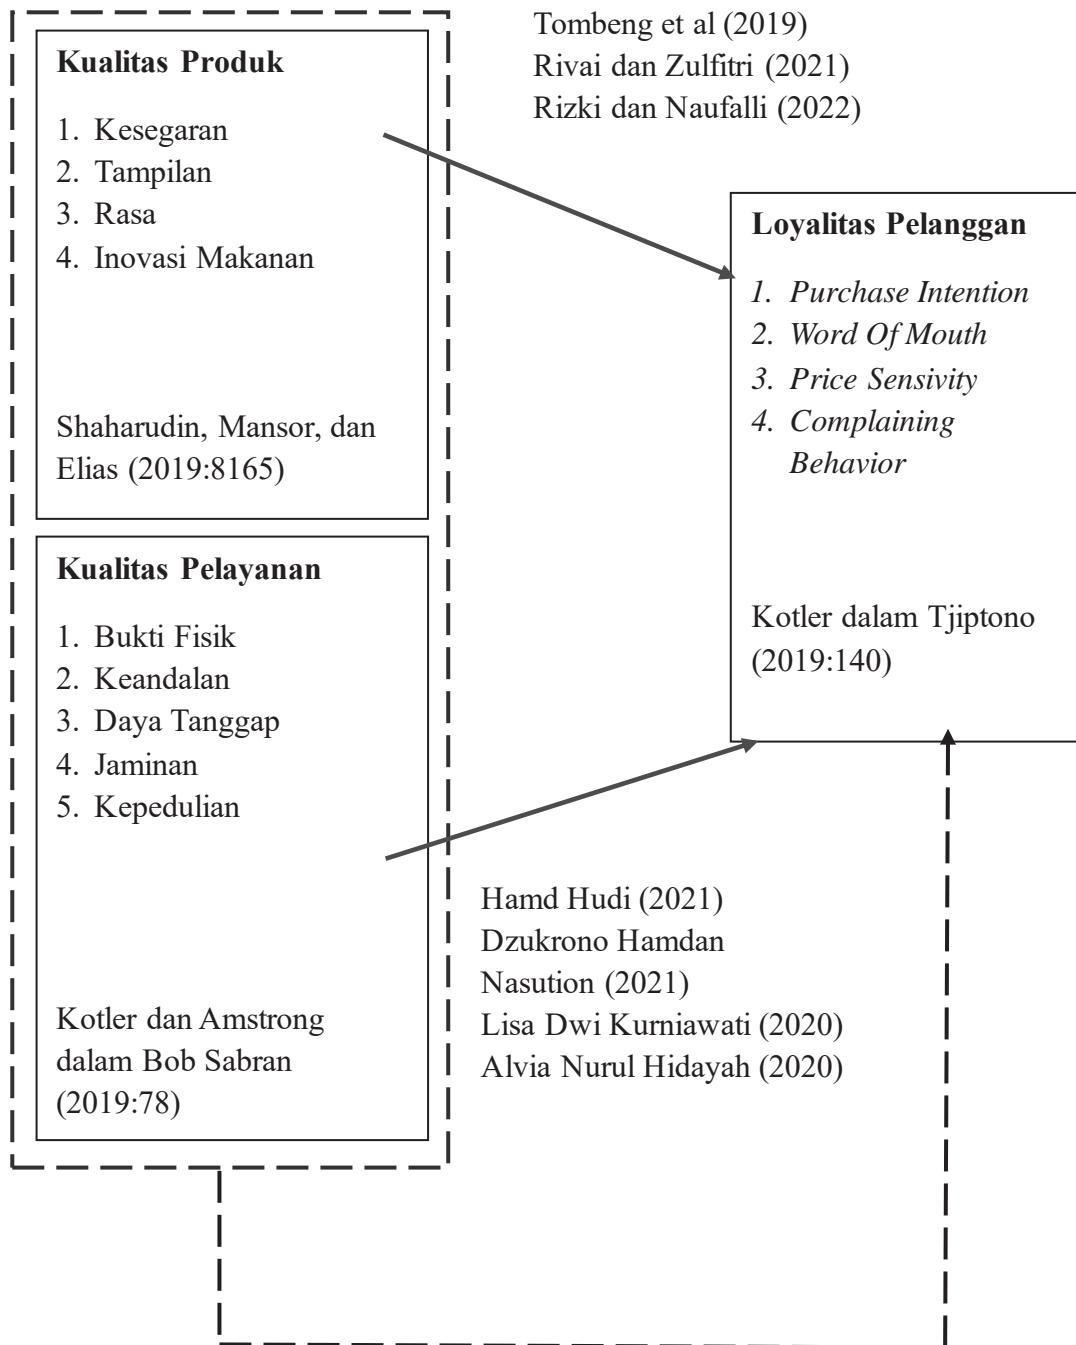 Kualitas Produk
1. Kesegaran
2. Tampilan
3. Rasa
4. Inovasi Makanan
Shaharudin, Mansor, dan
Elias (2019:8165)
Tombeng et al (2019)
Rivai dan Zulfitri (2021)
Rizki dan Naufalli (2022)
Loyalitas Pelanggan
1. Purchase Intention
2. Word Of Mouth
3. Price Sensivity
4. Complaining
Behavior
Kotler dalam Tjiptono
(2019:140)
Kualitas Pelayanan
1. Bukti Fisik
2. Keandalan
3. Daya Tanggap
4. Jaminan
5. Kepedulian
Kotler dan Amstrong
dalam Bob Sabran
(2019:78)
Hamd Hudi (2021)
Dzukrono Hamdan
Nasution (2021)
Lisa Dwi Kurniawati (2020)
Alvia Nurul Hidayah (2020)